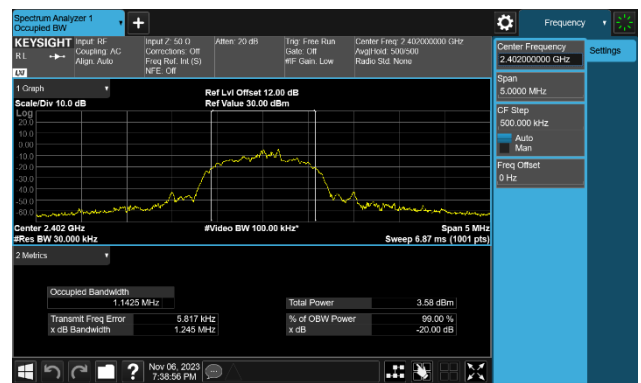 Spectrum Analyzer 1
Occupied BW
Frequency
KEYSIGHT
Input: RF
Input Z: 50 Ω
Atten: 20 dB
Trig: Free Run
Center Freq: 2.402000000 GHz
RL
Coupling: AC
Corrections: Off
Gate: Off
Avg|Hold: 500/500
Align: Auto
Freq Ref: Int (S)
#IF Gain: Low
Radio Std: None
NFE: Off
LW
Center Frequency
2.402000000 GHz
Settings
Span
5.0000 MHz
CF Step
500.000 kHz
Auto
Man
Freq Offset
0 Hz
1 Graph
Ref Lvl Offset 12.00 dB
Scale/Div 10.0 dB
Ref Value 30.00 dBm
Log
20.0
10.0
0.00
-10.0
-20.0
-30.0
-40.0
-50.0
-60.0
Center 2.402 GHz
#Video BW 100.00 kHz*
Span 5 MHz
#Res BW 30.000 kHz
Sweep 6.87 ms (1001 pts)
2 Metrics
Occupied Bandwidth
1.1425 MHz
Total Power
3.58 dBm
Transmit Freq Error
5.817 kHz
% of OBW Power
99.00 %
x dB Bandwidth
1.245 MHz
x dB
-20.00 dB
?
Nov 06, 2023
7:38:56 PM